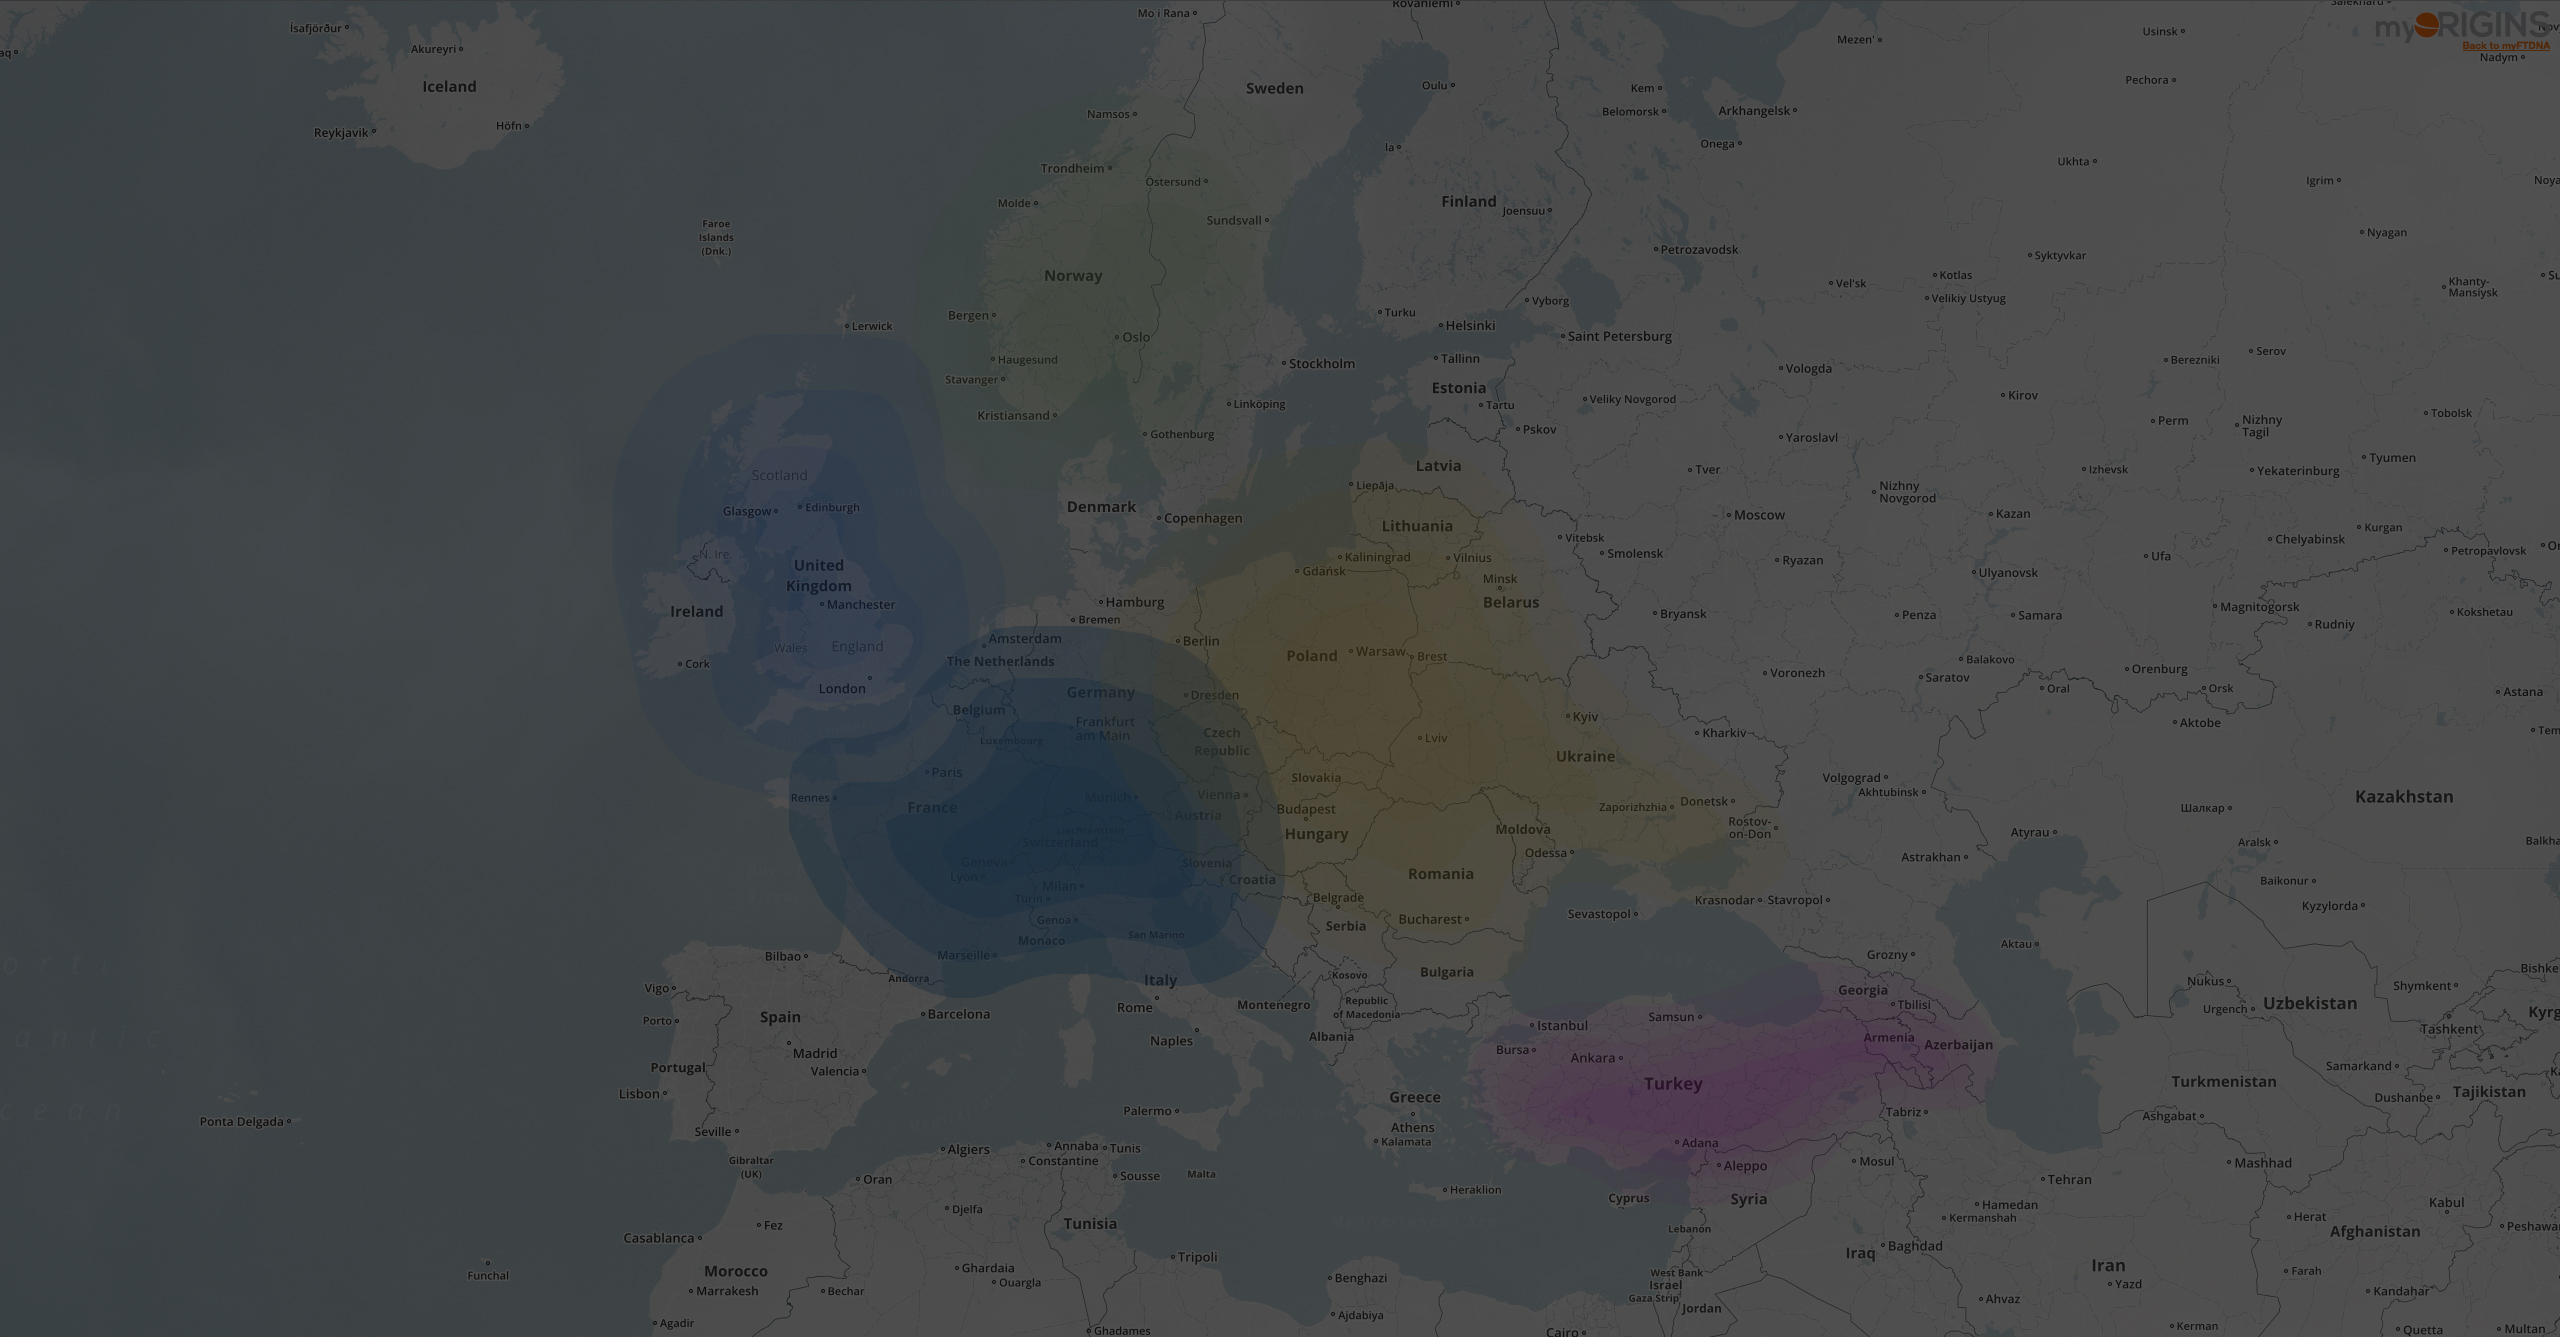 Rovaniemi
Salekhard
Mo i Rana
Ísafjörður
Usinsk
myORIGINS
Back to myFTDNA
Mezen'
Akureyri
aq
Nadym
Iceland
Sweden
Oulu
Kem
Pechora
Namsos
Belomorsk
Arkhangelsk
Reykjavik
Höfn
Onega
Ia
Trondheim
Ostersund
Ukhta
Igrim
Noya
Molde
Finland
Joensuu
Sundsvall
Faroe
Islands
(Dnk.)
Nyagan
Petrozavodsk
Syktyvkar
Norway
Vel'sk
Kotlas
Su
Velikiy Ustyug
Khanty-
Mansiysk
Vyborg
Bergen
Turku
Helsinki
Lerwick
Oslo
Saint Petersburg
Haugesund
Stockholm
Tallinn
Berezniki
Serov
Stavanger
Vologda
Estonia
Kirov
Kristiansand
Linköping
Tartu
Veliky Novgorod
Tobolsk
Gothenburg
Pskov
Yaroslavl
Perm
Nizhny
Tagil
Scotland
Latvia
Tver
Izhevsk
Yekaterinburg
Tyumen
Liepāja
Glasgow
Edinburgh
Denmark
Copenhagen
Nizhny
Novgorod
Moscow
Kazan
Lithuania
Kurgan
N. Ire.
Kaliningrad
Vilnius
Vitebsk
Smolensk
Ryazan
Ufa
Chelyabinsk
Petropavlovsk
United
Kingdom
Gdańsk
Minsk
Ulyanovsk
Manchester
Hamburg
Belarus
Bryansk
Penza
Samara
Magnitogorsk
Kokshetau
Ireland
Bremen
Rudniy
Amsterdam
Berlin
Wales
England
Poland
Warsaw
Brest
Cork
The Netherlands
Balakovo
Orenburg
London
Germany
Dresden
Voronezh
Saratov
Oral
Orsk
Astana
Belgium
Frankfurt
am Main
Kyiv
Aktobe
Tem
Luxembourg
Czech
Republic
Lviv
Kharkiv
Ukraine
Paris
Slovakia
Volgograd
Akhtubinsk
Rennes
France
Munich
Vienna
Budapest
Zaporizhzhia
Donetsk
Шалкар
Kazakhstan
Austria
Hungary
Moldova
Rostov-
on-Don
Atyrau
Liechtenstein
Switzerland
Odessa
Astrakhan
Aralsk
Balkha
Geneva
Slovenia
Lyon
Croatia
Romania
Baikonur
Milan
Turin
Belgrade
Krasnodar
Stavropol
Kyzylorda
Genoa
Bucharest
Sevastopol
Serbia
San Marino
Monaco
Aktau
Marseille
Bilbao
Grozny
Andorra
Italy
Kosovo
Bulgaria
Bishke
Vigo
Georgia
Nukus
Shymkent
Rome
Montenegro
Republic
of Macedonia
Tbilisi
Urgench
Uzbekistan
Kyrg
Porto
Spain
Barcelona
Istanbul
Samsun
Tashkent
Naples
Albania
Armenia
Azerbaijan
Madrid
Bursa
Ankara
Portugal
Valencia
Samarkand
Turkey
Turkmenistan
Lisbon
Greece
Dushanbe
Tajikistan
Palermo
Tabriz
Ashgabat
Ponta Delgada
Athens
Seville
Kalamata
Adana
Algiers
Annaba
Tunis
Gibraltar
(UK)
Constantine
Aleppo
Mosul
Mashhad
Oran
Sousse
Malta
Heraklion
Cyprus
Syria
Tehran
Djelfa
Hamedan
Kabul
Fez
Tunisia
Lebanon
Kermanshah
Herat
Peshawa
Casablanca
Afghanistan
Iraq
Baghdad
Tripoli
Iran
Funchal
Morocco
Ghardaia
Ouargla
Benghazi
West Bank
Israel
Farah
Marrakesh
Bechar
Gaza Strip
Yazd
Kandahar
Ajdabiya
Jordan
Ahvaz
Agadir
Ghadames
Cairo
Kerman
Quetta
Multan